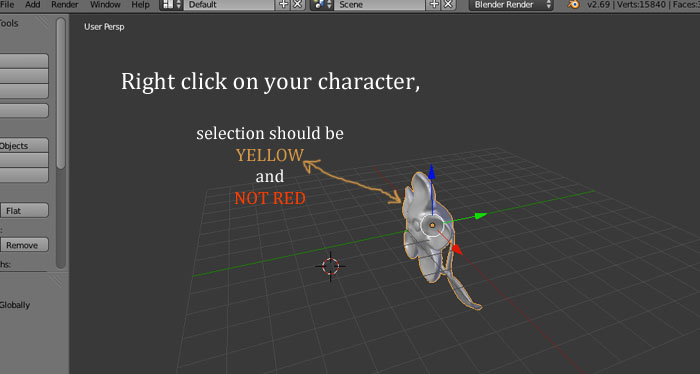 File Add Render Window Help Default Scene Blender Render v2.69 | Verts:15840 | Faces:
Tools
User Persp
Right click on your character,
selection should be
YELLOW
and
NOT RED
Objects
Flat
Remove
hs:
Globally